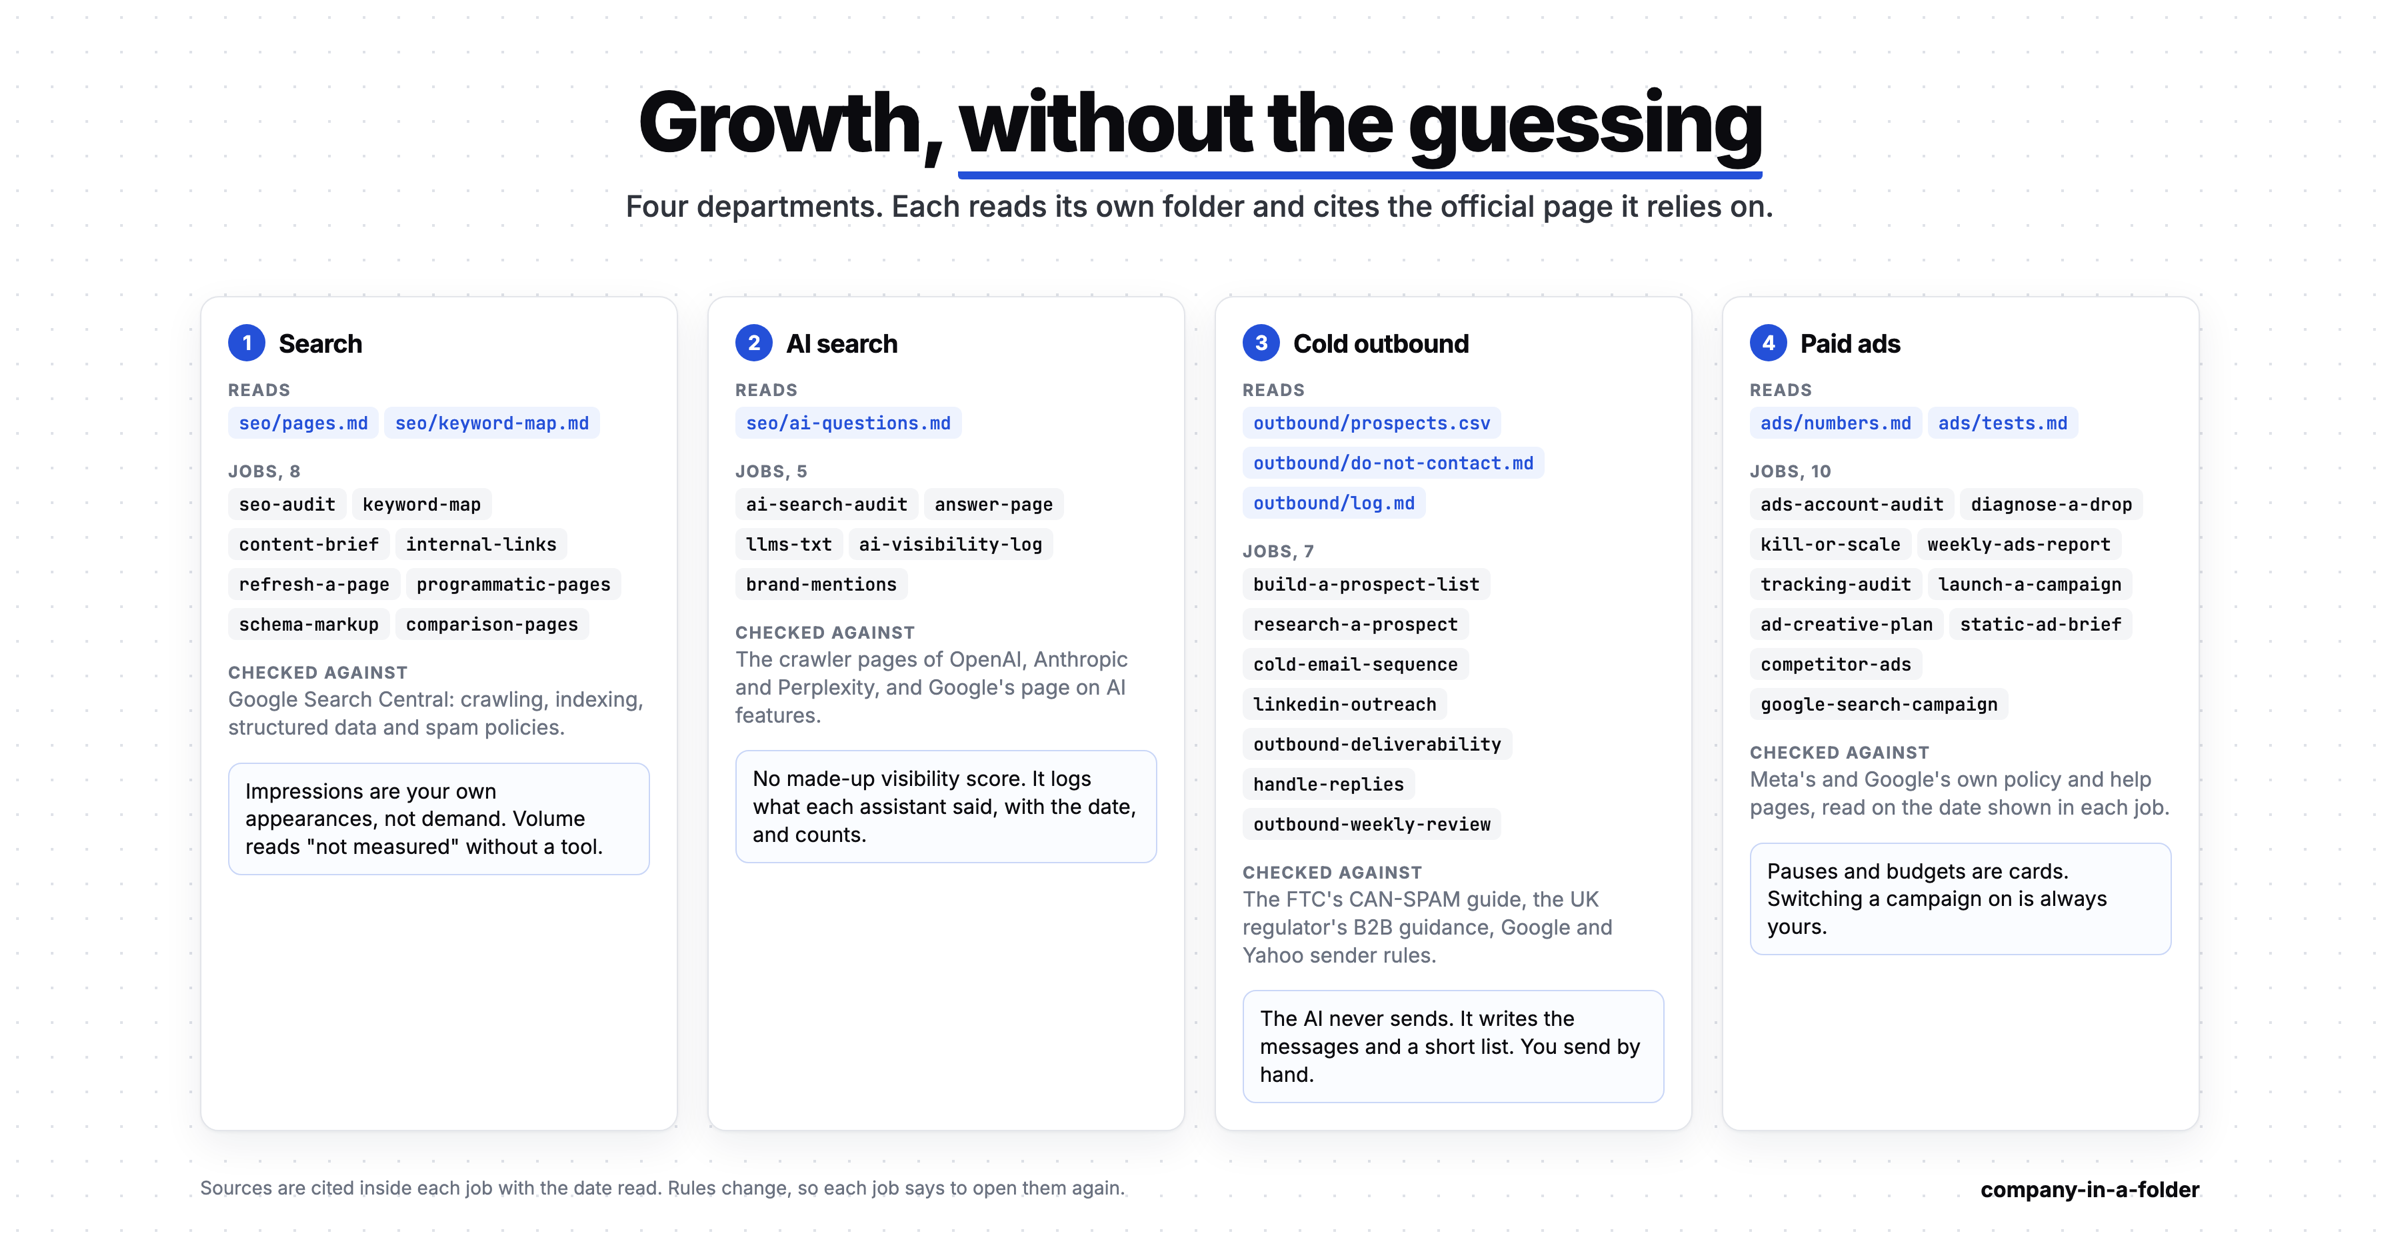 Growth, without the guessing
Four departments. Each reads its own folder and cites the official page it relies on.
1 Search
READS
seo/pages.md seo/keyword-map.md
JOBS, 8
seo-audit keyword-map
content-brief internal-links
refresh-a-page programmatic-pages
schema-markup comparison-pages
CHECKED AGAINST
Google Search Central: crawling, indexing,
structured data and spam policies.
Impressions are your own
appearances, not demand. Volume
reads "not measured" without a tool.
2 AI search
READS
seo/ai-questions.md
JOBS, 5
ai-search-audit answer-page
llms-txt ai-visibility-log
brand-mentions
CHECKED AGAINST
The crawler pages of OpenAI, Anthropic
and Perplexity, and Google's page on AI
features.
No made-up visibility score. It logs
what each assistant said, with the date,
and counts.
3 Cold outbound
READS
outbound/prospects.csv
outbound/do-not-contact.md
outbound/log.md
JOBS, 7
build-a-prospect-list
research-a-prospect
cold-email-sequence
linkedin-outreach
outbound-deliverability
handle-replies
outbound-weekly-review
CHECKED AGAINST
The FTC's CAN-SPAM guide, the UK
regulator's B2B guidance, Google and
Yahoo sender rules.
The AI never sends. It writes the
messages and a short list. You send by
hand.
4 Paid ads
READS
ads/numbers.md ads/tests.md
JOBS, 10
ads-account-audit diagnose-a-drop
kill-or-scale weekly-ads-report
tracking-audit launch-a-campaign
ad-creative-plan static-ad-brief
competitor-ads
google-search-campaign
CHECKED AGAINST
Meta's and Google's own policy and help
pages, read on the date shown in each job.
Pauses and budgets are cards.
Switching a campaign on is always
yours.
Sources are cited inside each job with the date read. Rules change, so each job says to open them again.
company-in-a-folder